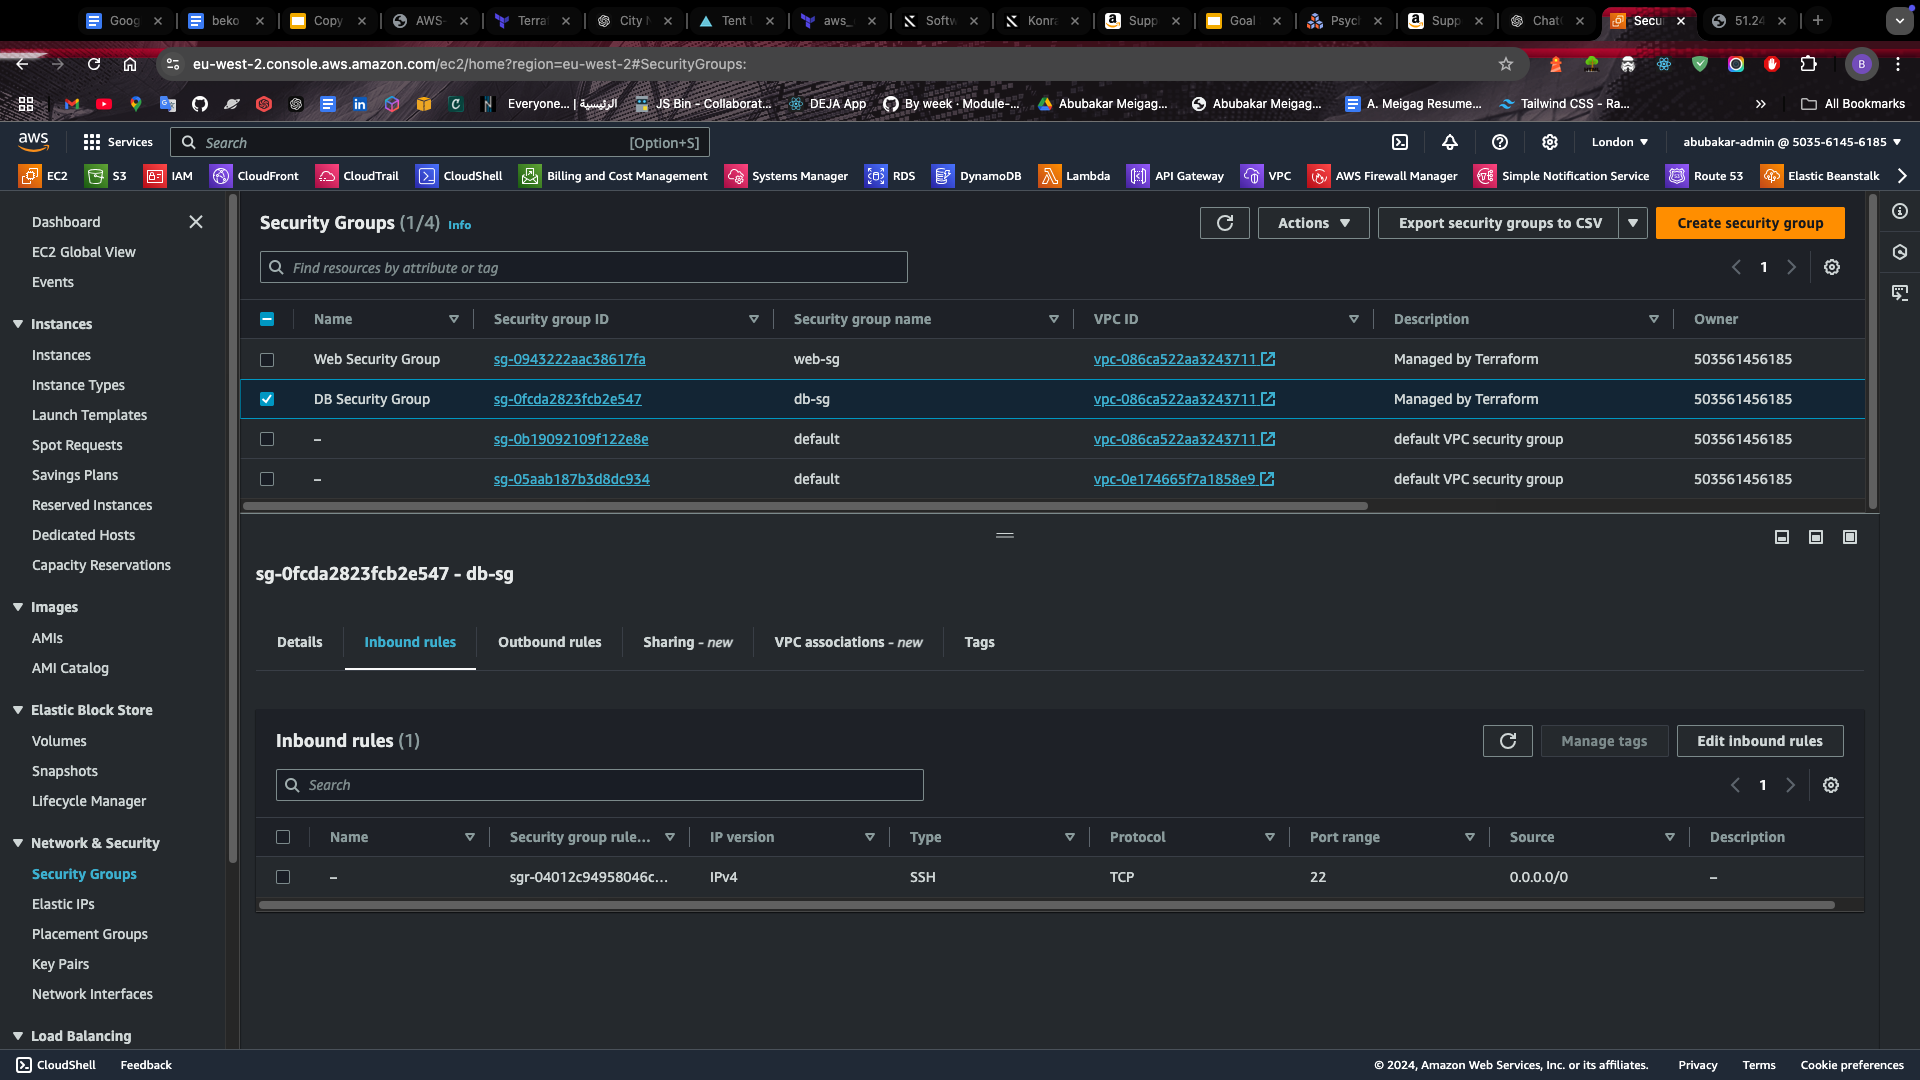 Goog
beko
Copy
AWS-
Terra
City
Tent
aws_
Softw
Konra
Supp
Goal
Psych
Supp
Chat
Secu
51.24
eu-west-2.console.aws.amazon.com/ec2/home?region=eu-west-2#SecurityGroups:
B
Everyone... | الرئيسية
JS Bin - Collaborat...
DEJA App
By week · Module-...
Abubakar Meigag...
Abubakar Meigag...
A. Meigag Resume...
Tailwind CSS - Ra...
»
All Bookmarks
aws
Services
Search
[Option+S]
London
abubakar-admin @ 5035-6145-6185
EC2
S3
IAM
CloudFront
CloudTrail
CloudShell
Billing and Cost Management
Systems Manager
RDS
DynamoDB
Lambda
API Gateway
VPC
AWS Firewall Manager
Simple Notification Service
Route 53
Elastic Beanstalk
Dashboard
EC2 Global View
Events
Instances
Instances
Instance Types
Launch Templates
Spot Requests
Savings Plans
Reserved Instances
Dedicated Hosts
Capacity Reservations
Images
AMIs
AMI Catalog
Elastic Block Store
Volumes
Snapshots
Lifecycle Manager
Network & Security
Security Groups
Elastic IPs
Placement Groups
Key Pairs
Network Interfaces
Load Balancing
Security Groups (1/4) Info
Actions
Export security groups to CSV
Create security group
Find resources by attribute or tag
1
Name Security group ID Security group name VPC ID Description Owner
Web Security Group sg-0943222aac38617fa web-sg vpc-086ca522aa3243711 Managed by Terraform 503561456185
DB Security Group sg-0fcda2823fcb2e547 db-sg vpc-086ca522aa3243711 Managed by Terraform 503561456185
– sg-0b19092109f122e8e default vpc-086ca522aa3243711 default VPC security group 503561456185
– sg-05aab187b3d8dc934 default vpc-0e174665f7a1858e9 default VPC security group 503561456185
sg-0fcda2823fcb2e547 - db-sg
Details
Inbound rules
Outbound rules
Sharing - new
VPC associations - new
Tags
Inbound rules (1)
Manage tags
Edit inbound rules
Search
1
Name Security group rule... IP version Type Protocol Port range Source Description
– sgr-04012c94958046c... IPv4 SSH TCP 22 0.0.0.0/0 –
CloudShell
Feedback
© 2024, Amazon Web Services, Inc. or its affiliates.
Privacy
Terms
Cookie preferences